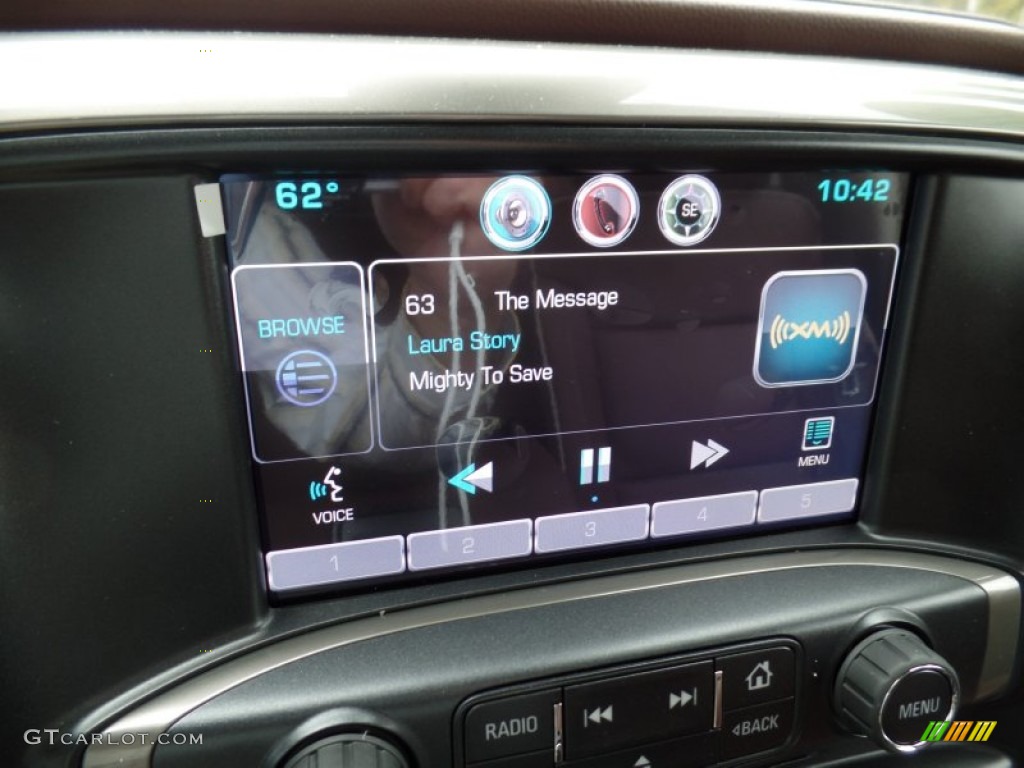 62° SE 10:42
63 The Message
BROWSE
Laura Story
XM
Mighty To Save
VOICE
MENU
1 2 3 4 5
RADIO
BACK
MENU
GTCARLOT.COM